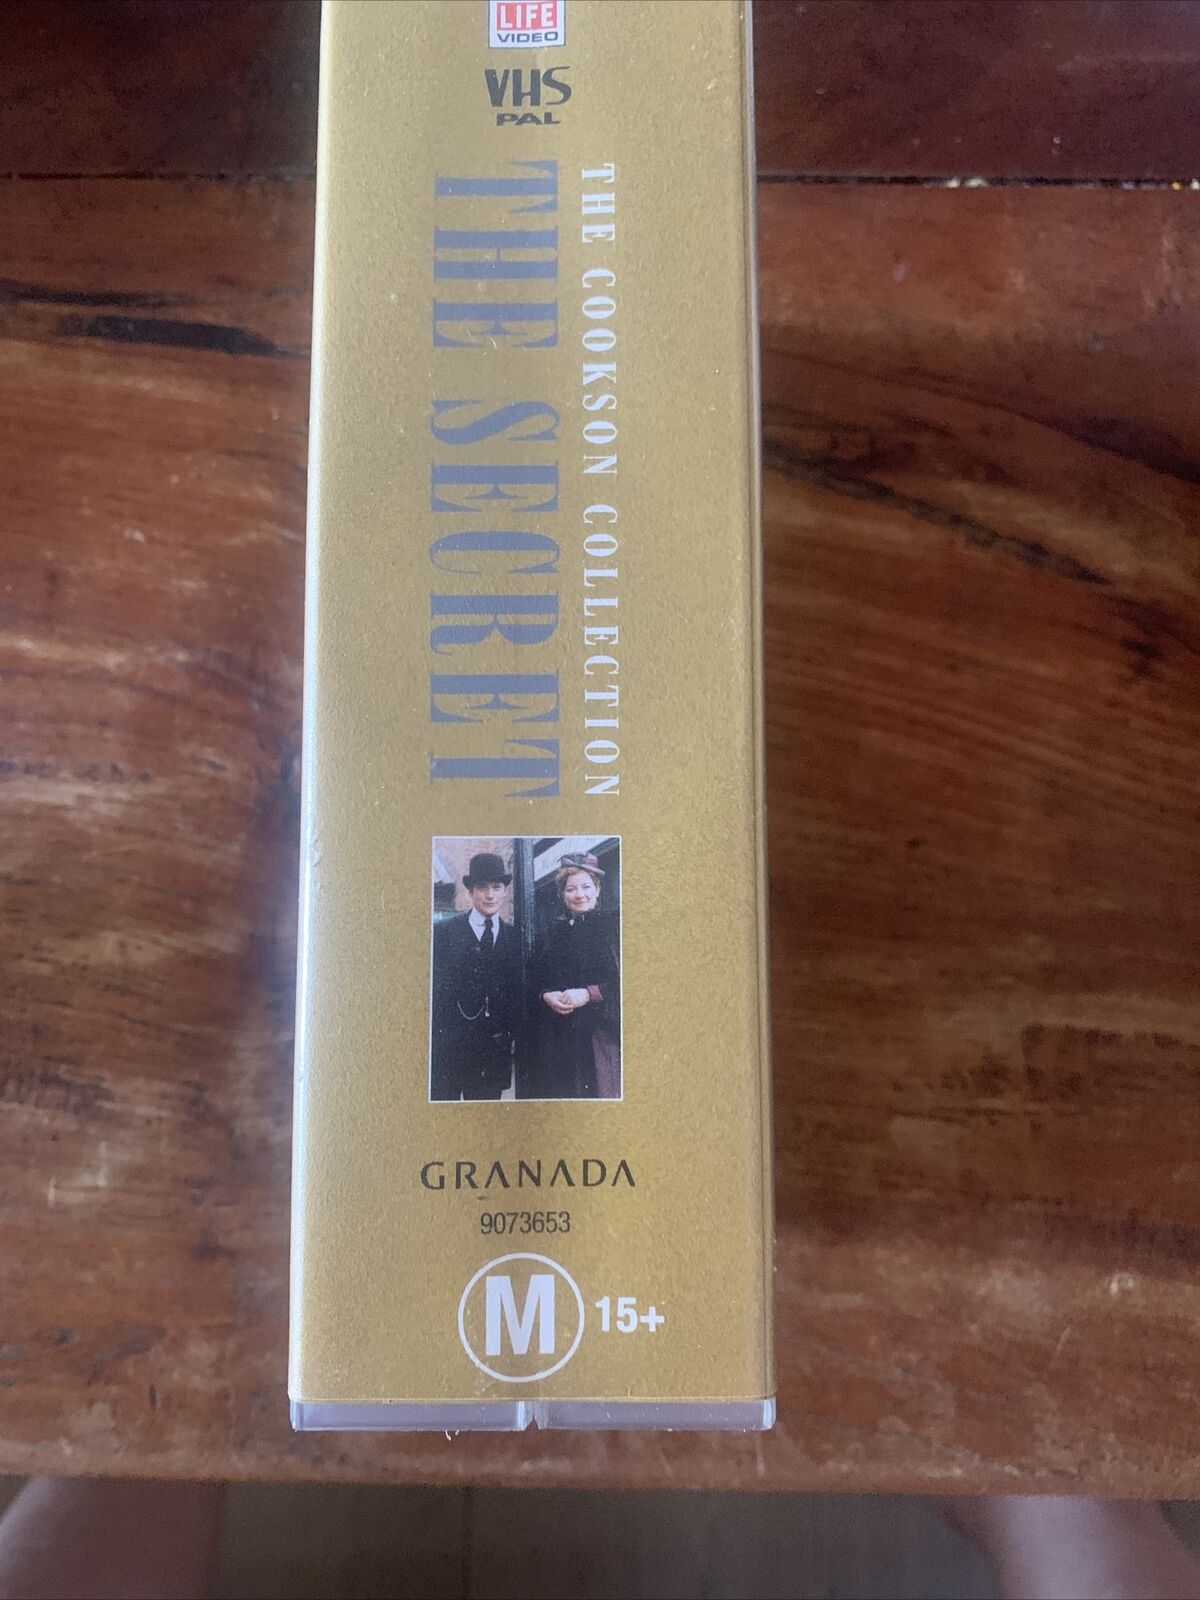 LIFE
VIDEO
VHS
PAL
THE COOKSON COLLECTION
THE SECRET
GRANADA
9073653
M 15+